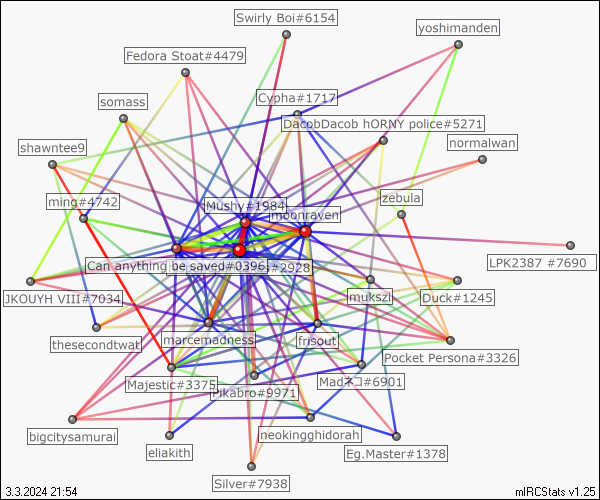 Swirly Boi#6154
yoshimanden
Fedora Stoat#4479
Cypha#1717
somass
DacobDacob hORNY police#5271
normalwan
shawntee9
zebula
ming#4742
Mushy#1984
moonraven
LPK2387 #7690
Can anything be saved#0396
#2928
JKOUYH VIII#7034
mukszi
Duck#1245
thesecondtwat
marcemadness
frisout
Pocket Persona#3326
Majestic#3375
Pikabro#9971
Madネコ#6901
bigcitysamurai
neokingghidorah
eliakith
Eg.Master#1378
Silver#7938
3.3.2024 21:54
mIRCStats v1.25